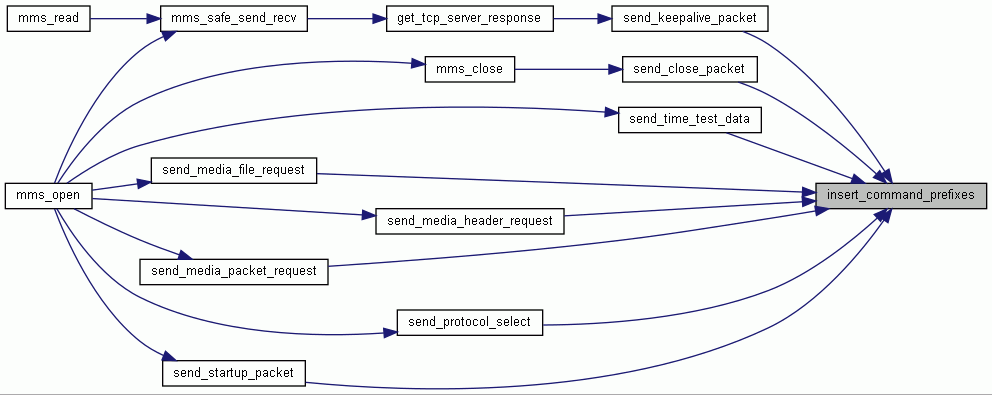 mms_read
mms_safe_send_recv
get_tcp_server_response
send_keepalive_packet
mms_close
send_close_packet
send_time_test_data
send_media_file_request
mms_open
insert_command_prefixes
send_media_header_request
send_media_packet_request
send_protocol_select
send_startup_packet